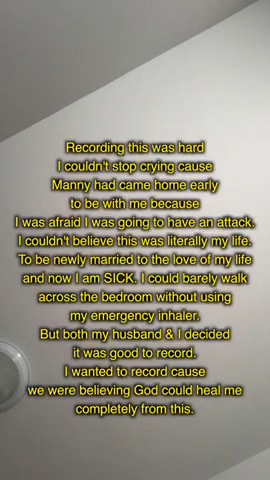 Recording this was hard
I couldn't stop crying cause
Manny had came home early
to be with me because
I was afraid I was going to have an attack.
I couldn't believe this was literally my life.
To be newly married to the love of my life
and now I am SICK. I could barely walk
across the bedroom without using
my emergency inhaler.
But both my husband & I decided
it was good to record.
I wanted to record cause
we were believing God could heal me
completely from this.